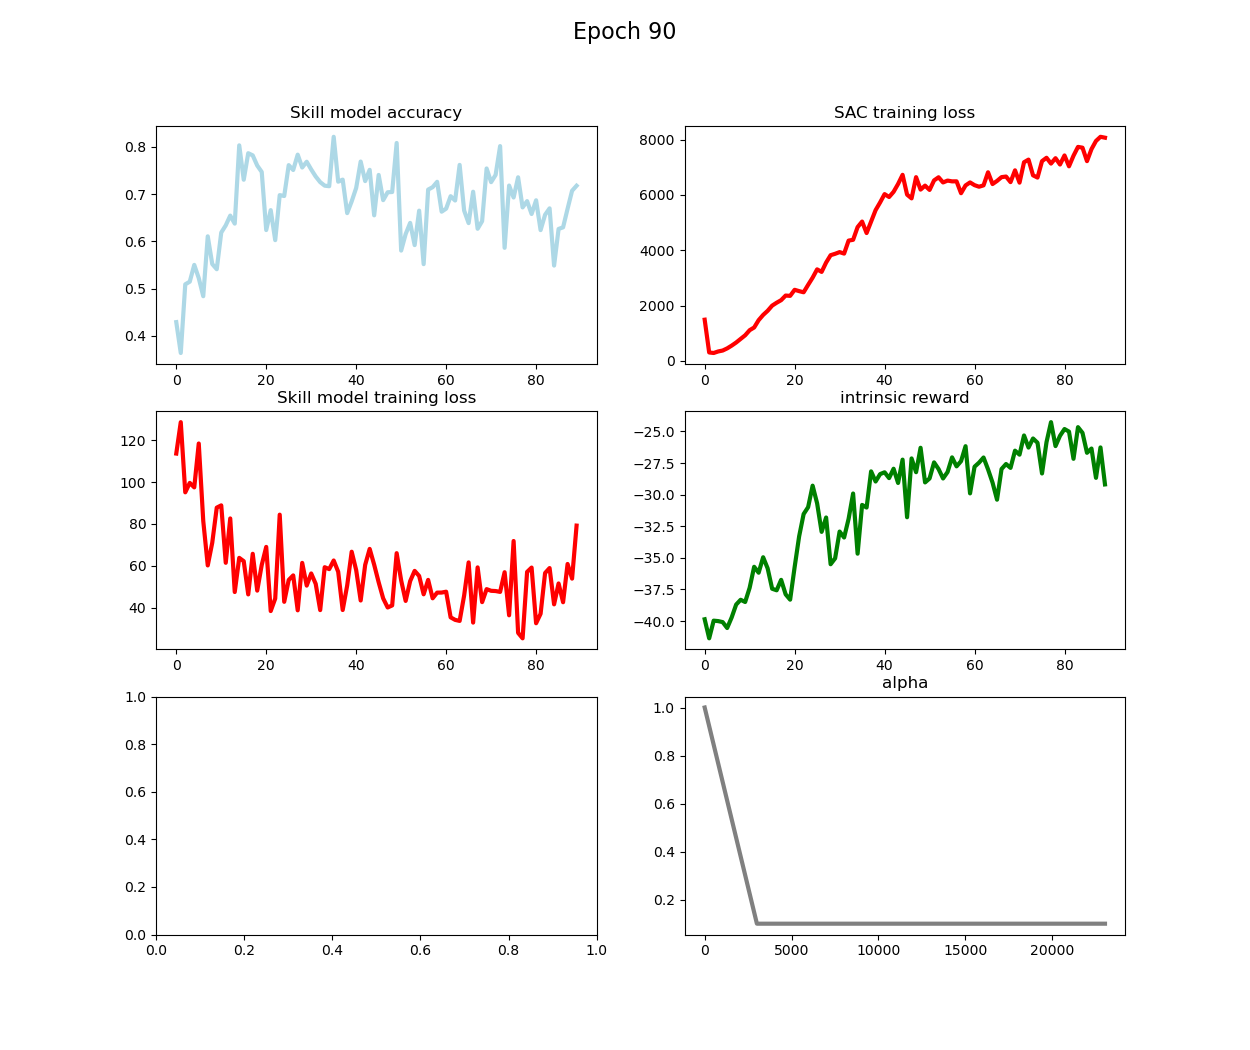 Epoch 90
Skill model accuracy
0.8
0.7
0.6
0.5
0.4
0 20 40 60 80
SAC training loss
8000
6000
4000
2000
0
0 20 40 60 80
Skill model training loss
120
100
80
60
40
0 20 40 60 80
intrinsic reward
−25.0
−27.5
−30.0
−32.5
−35.0
−37.5
−40.0
0 20 40 60 80
1.0
0.8
0.6
0.4
0.2
0.0
0.0 0.2 0.4 0.6 0.8 1.0
alpha
1.0
0.8
0.6
0.4
0.2
0 5000 10000 15000 20000